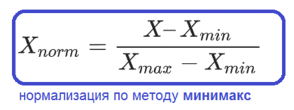 X_norm = (X – X_min) / (X_max − X_min)
нормализация по методу минимакс